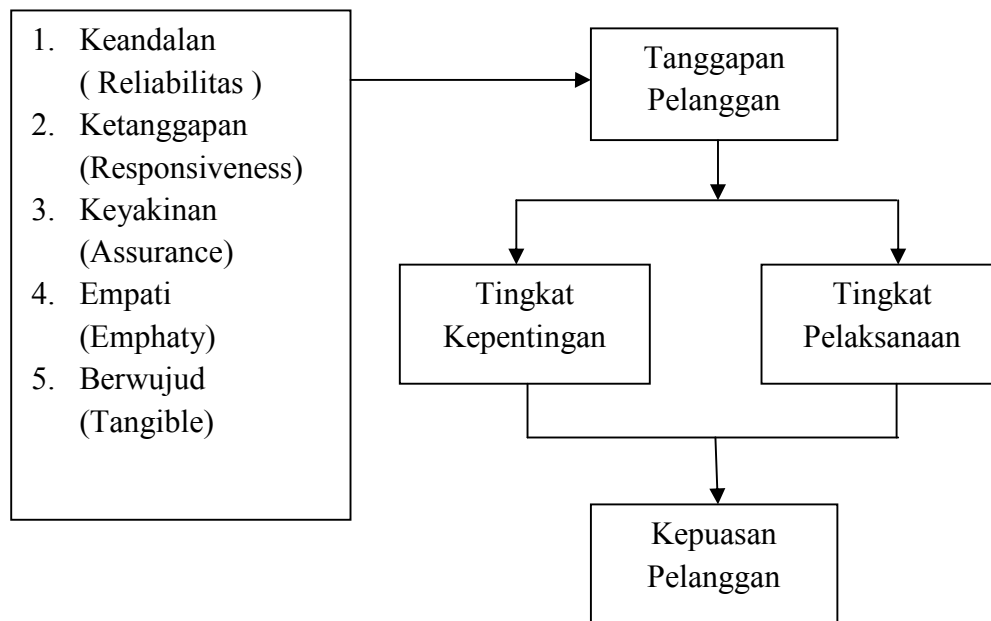 1. Keandalan
( Reliabilitas )
2. Ketanggapan
(Responsiveness)
3. Keyakinan
(Assurance)
4. Empati
(Emphaty)
5. Berwujud
(Tangible)
Tanggapan
Pelanggan
Tingkat
Kepentingan
Tingkat
Pelaksanaan
Kepuasan
Pelanggan